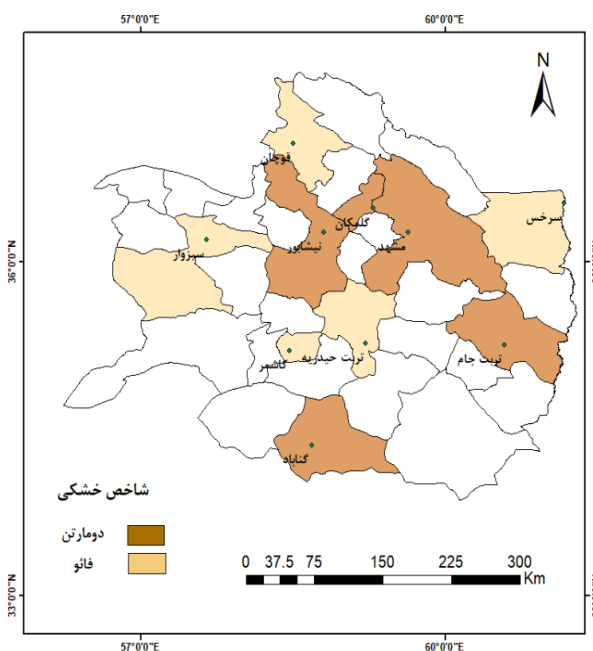 57°0'0"E 60°0'0"E
N
قوچان
گلمکان
سرخس
نیشابور
مشهد
سبزوار
36°0'0"N
تربت حیدریه
تربت جام
کاشمر
گناباد
شاخص خشکی
دومارتن
فائو
0 37.5 75 150 225 300
Km
33°0'0"N
57°0'0"E 60°0'0"E